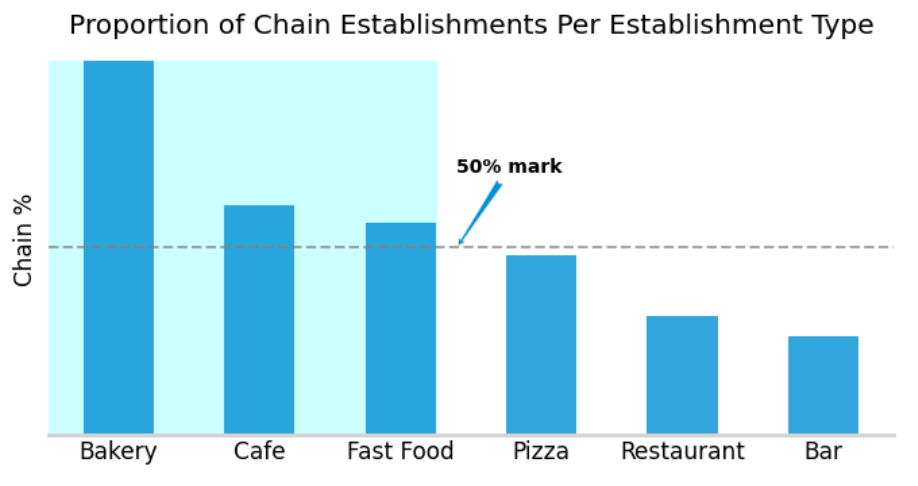 Proportion of Chain Establishments Per Establishment Type
50% mark
Chain %
Bakery Cafe Fast Food Pizza Restaurant Bar